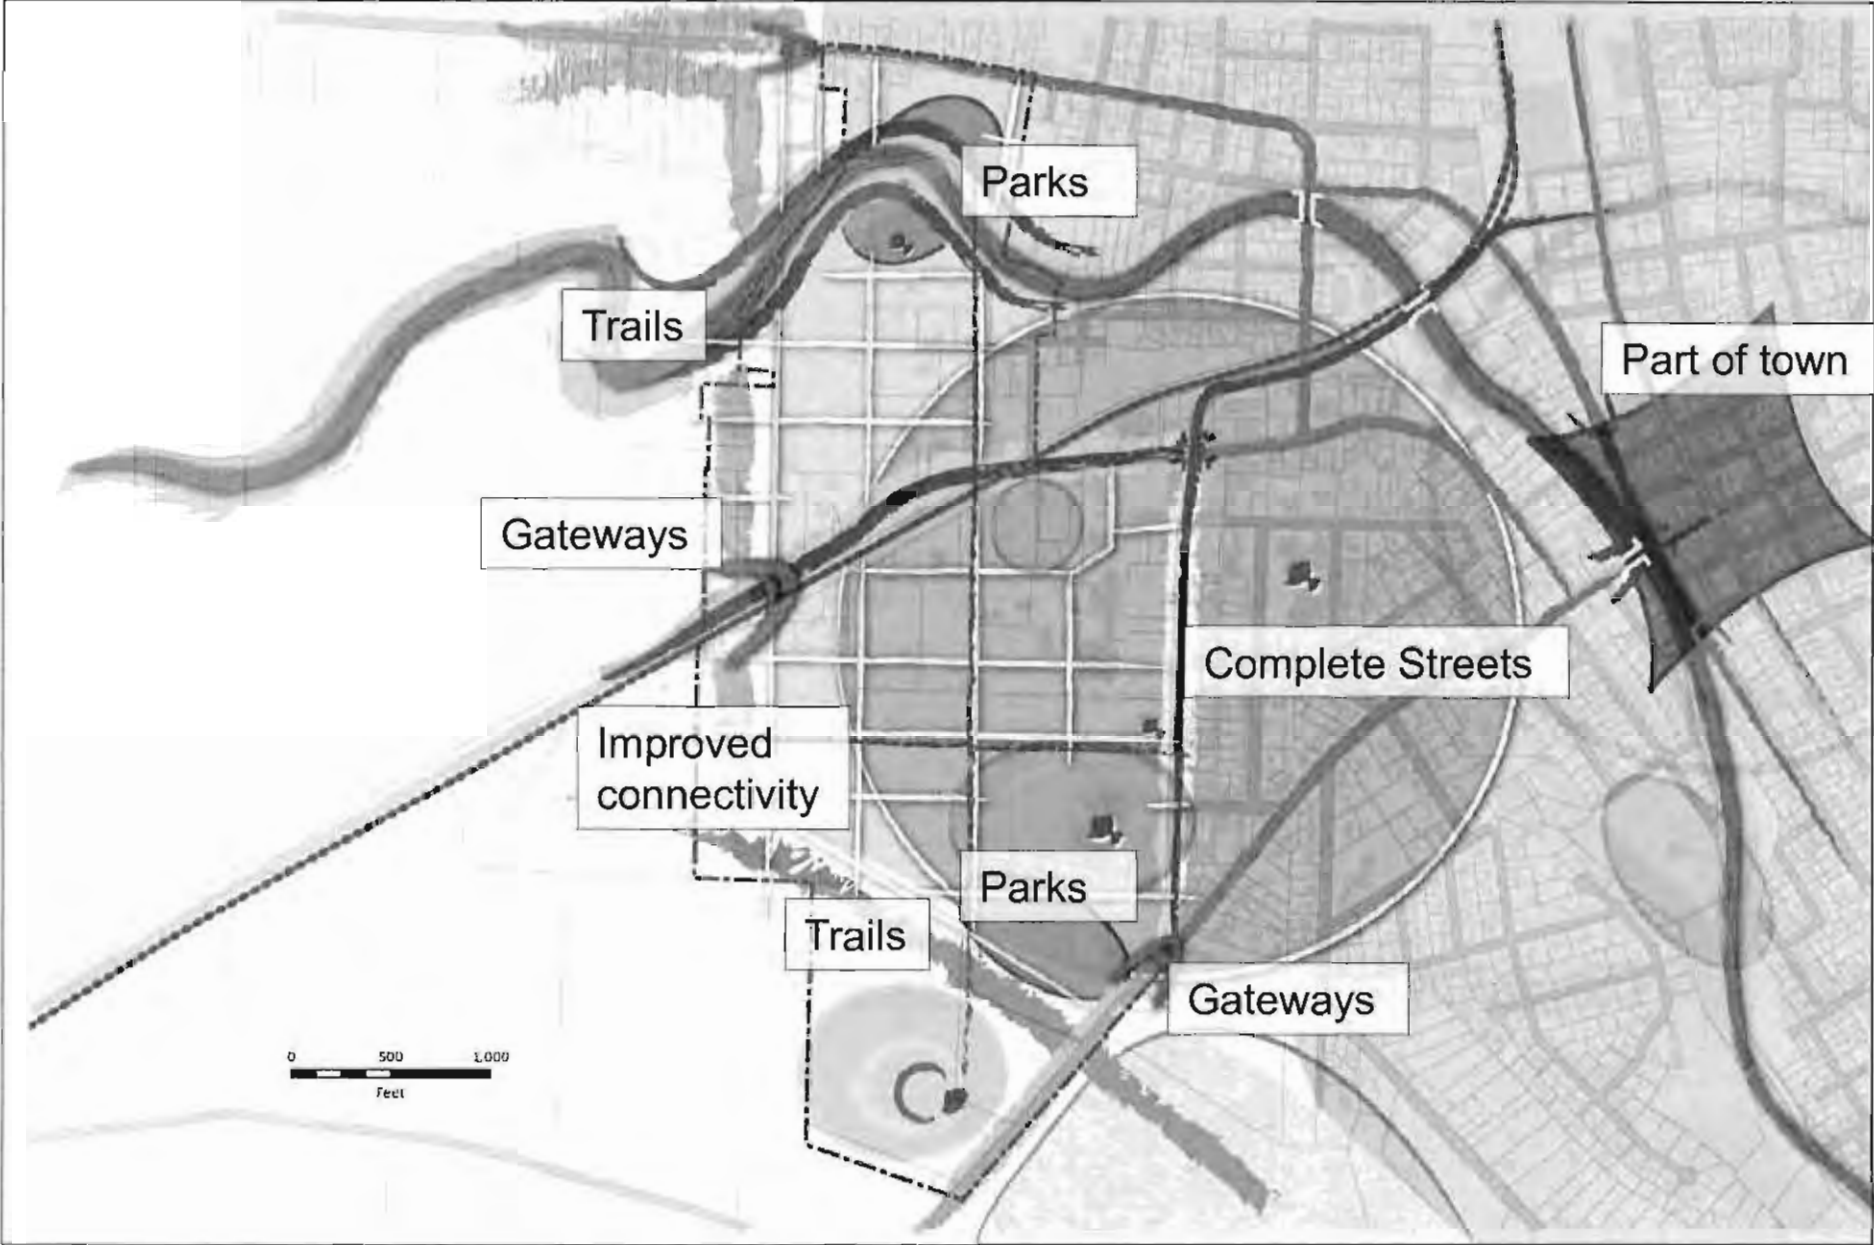 Parks
Trails
Part of town
Gateways
Complete Streets
Improved
connectivity
Parks
Trails
Gateways
0 500 1,000
Feet